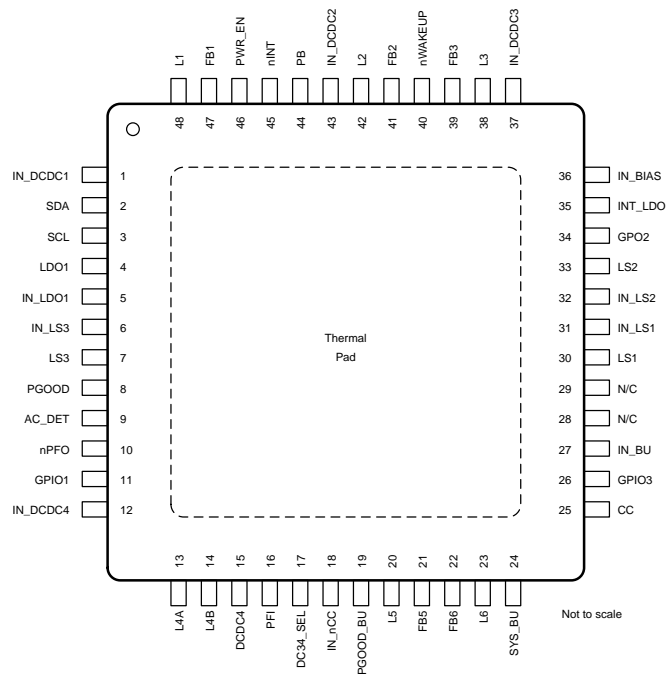 L1
FB1
PWR_EN
nINT
PB
IN_DCDC2
L2
FB2
nWAKEUP
FB3
L3
IN_DCDC3
48 47 46 45 44 43 42 41 40 39 38 37
IN_DCDC1 1
SDA 2
SCL 3
LDO1 4
IN_LDO1 5
IN_LS3 6
LS3 7
PGOOD 8
AC_DET 9
nPFO 10
GPIO1 11
IN_DCDC4 12
Thermal
Pad
36 IN_BIAS
35 INT_LDO
34 GPO2
33 LS2
32 IN_LS2
31 IN_LS1
30 LS1
29 N/C
28 N/C
27 IN_BU
26 GPIO3
25 CC
13 14 15 16 17 18 19 20 21 22 23 24
L4A
L4B
DCDC4
PFI
DC34_SEL
IN_nCC
PGOOD_BU
L5
FB5
FB6
L6
SYS_BU
Not to scale